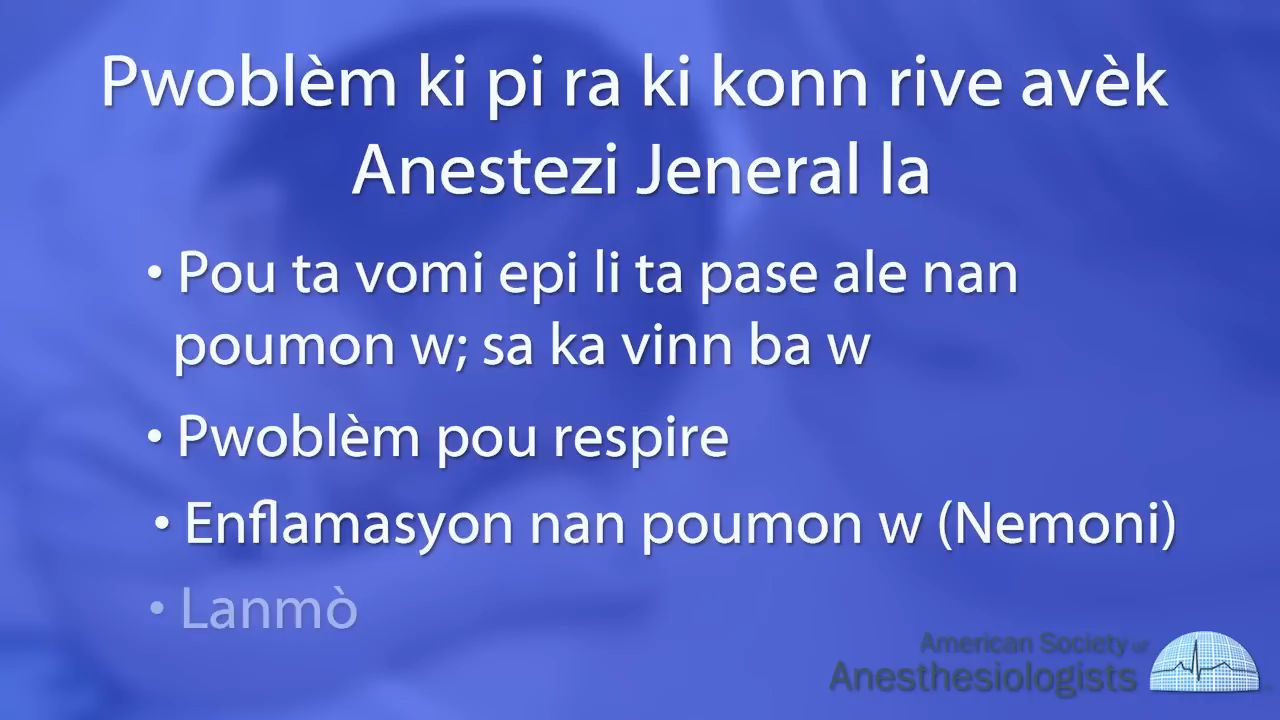 Pwoblèm ki pi ra ki konn rive avèk
Anestezi Jeneral la
• Pou ta vomi epi li ta pase ale nan
poumon w; sa ka vinn ba w
• Pwoblèm pou respire
• Enflamasyon nan poumon w (Nemoni)
• Lanmò
American Society of
Anesthesiologists